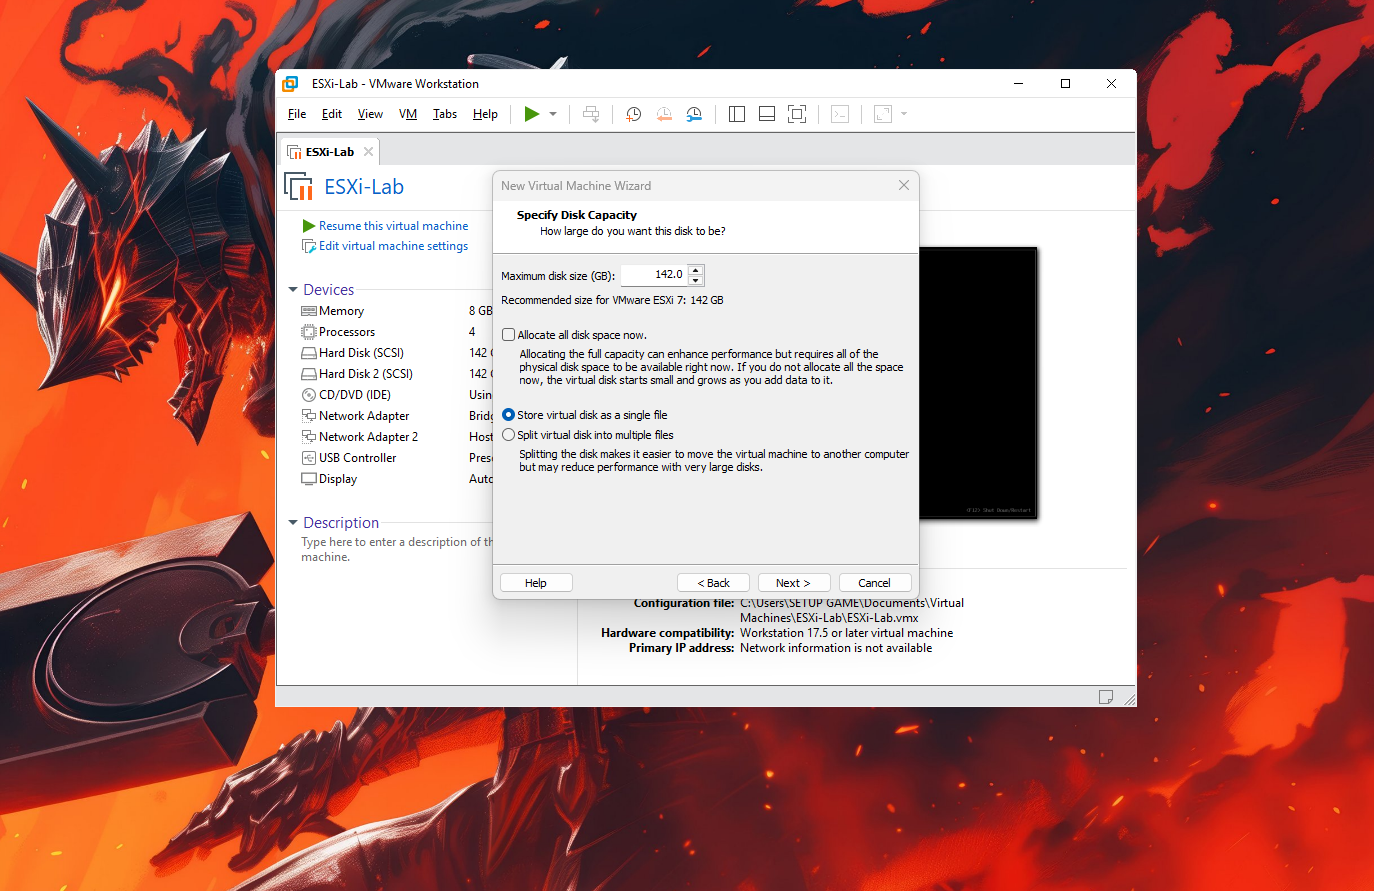 ESXi-Lab - VMware Workstation
File Edit View VM Tabs Help
ESXi-Lab
ESXi-Lab
Resume this virtual machine
Edit virtual machine settings
Devices
Memory 8 GB
Processors 4
Hard Disk (SCSI) 142
Hard Disk 2 (SCSI) 142
CD/DVD (IDE) Usin
Network Adapter Bridg
Network Adapter 2 Host
USB Controller Pres
Display Auto
Description
Type here to enter a description of th
machine.
New Virtual Machine Wizard
Specify Disk Capacity
How large do you want this disk to be?
Maximum disk size (GB): 142.0
Recommended size for VMware ESXi 7: 142 GB
Allocate all disk space now.
Allocating the full capacity can enhance performance but requires all of the
physical disk space to be available right now. If you do not allocate all the space
now, the virtual disk starts small and grows as you add data to it.
Store virtual disk as a single file
Split virtual disk into multiple files
Splitting the disk makes it easier to move the virtual machine to another computer
but may reduce performance with very large disks.
Help < Back Next > Cancel
(F12) Shut Down/Restart
Configuration file: C:\Users\SETUP GAME\Documents\Virtual
Machines\ESXi-Lab\ESXi-Lab.vmx
Hardware compatibility: Workstation 17.5 or later virtual machine
Primary IP address: Network information is not available